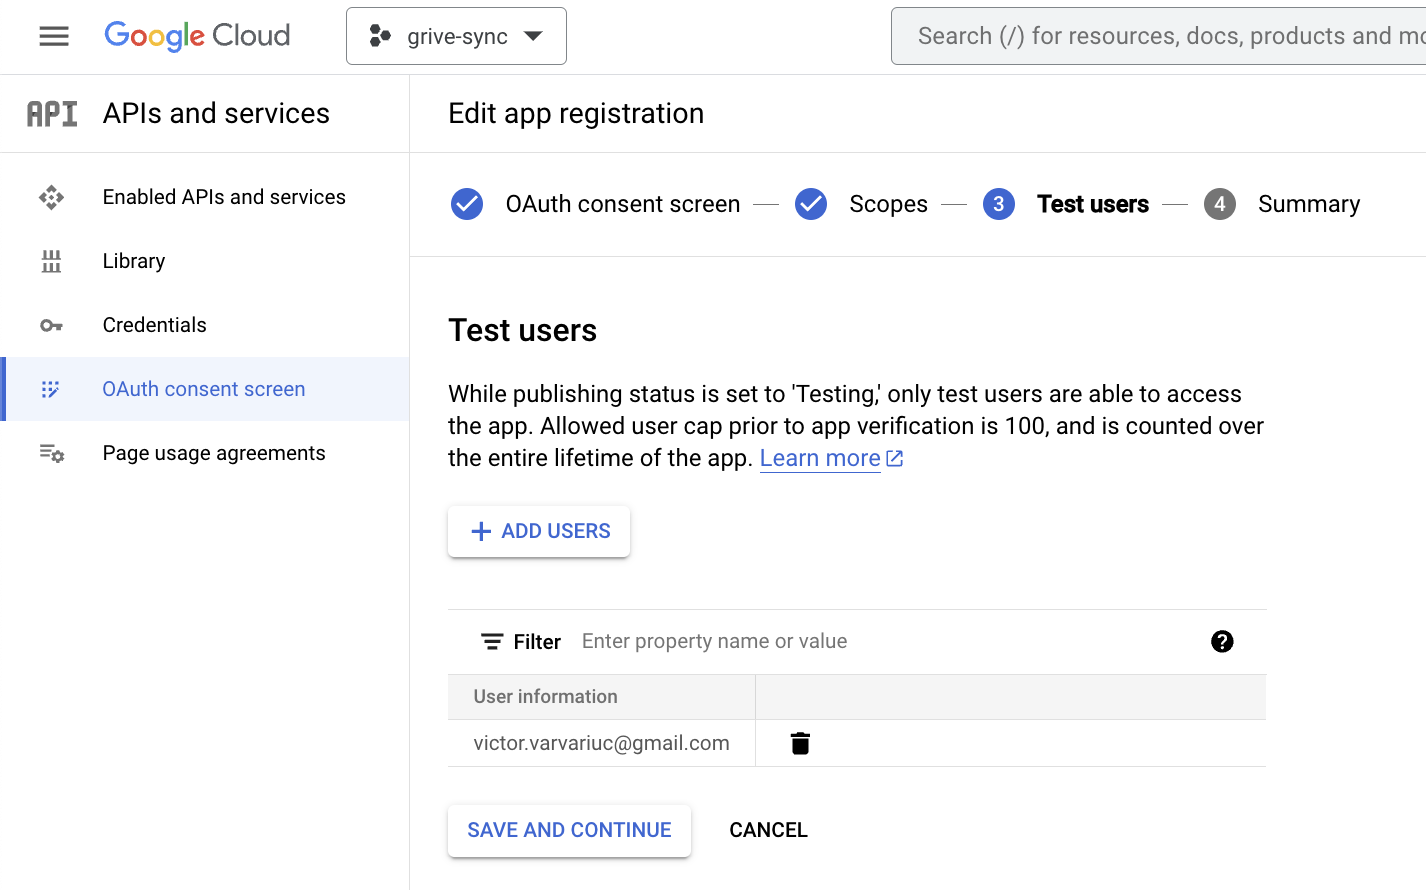 Google Cloud
grive-sync
Search (/) for resources, docs, products and mo
API
APIs and services
Edit app registration
Enabled APIs and services
Library
Credentials
OAuth consent screen
Page usage agreements
OAuth consent screen
Scopes
3
Test users
4
Summary
Test users
While publishing status is set to 'Testing,' only test users are able to access
the app. Allowed user cap prior to app verification is 100, and is counted over
the entire lifetime of the app. Learn more
ADD USERS
Filter
Enter property name or value
?
User information
victor.varvariuc@gmail.com
SAVE AND CONTINUE
CANCEL